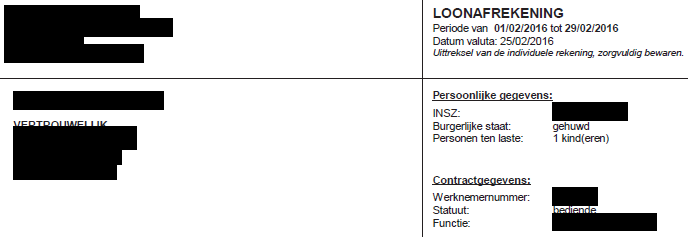 LOONAFREKENING
Periode van 01/02/2016 tot 29/02/2016
Datum valuta: 25/02/2016
Uittreksel van de individuele rekening, zorgvuldig bewaren.
VERTROUWELIJK
Persoonlijke gegevens:
INSZ:
Burgerlijke staat: gehuwd
Personen ten laste: 1 kind(eren)
Contractgegevens:
Werknemernummer:
Statuut: bediende
Functie: